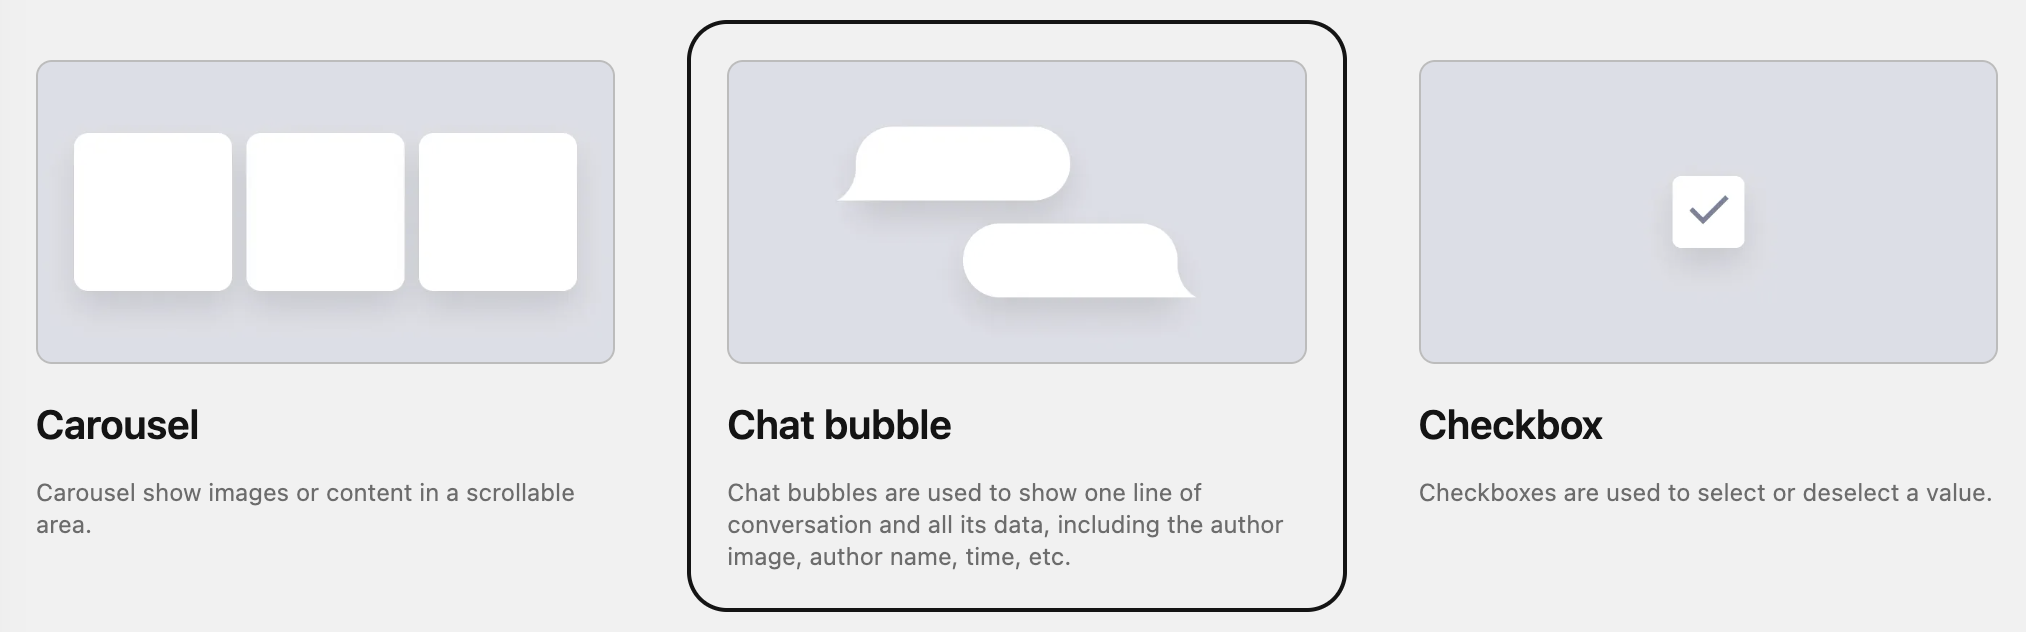 Carousel
Carousel show images or content in a scrollable
area.
Chat bubble
Chat bubbles are used to show one line of
conversation and all its data, including the author
image, author name, time, etc.
Checkbox
Checkboxes are used to select or deselect a value.